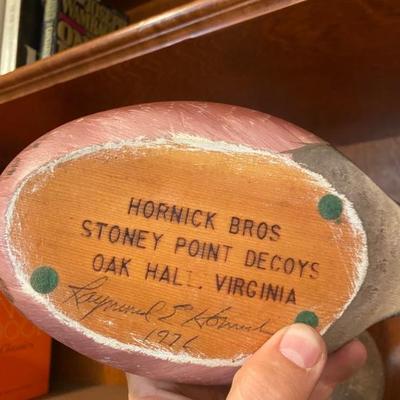 HORNICK BROS
STONEY POINT DECOYS
OAK HALL, VIRGINIA
Raymond E. Hornick
1976